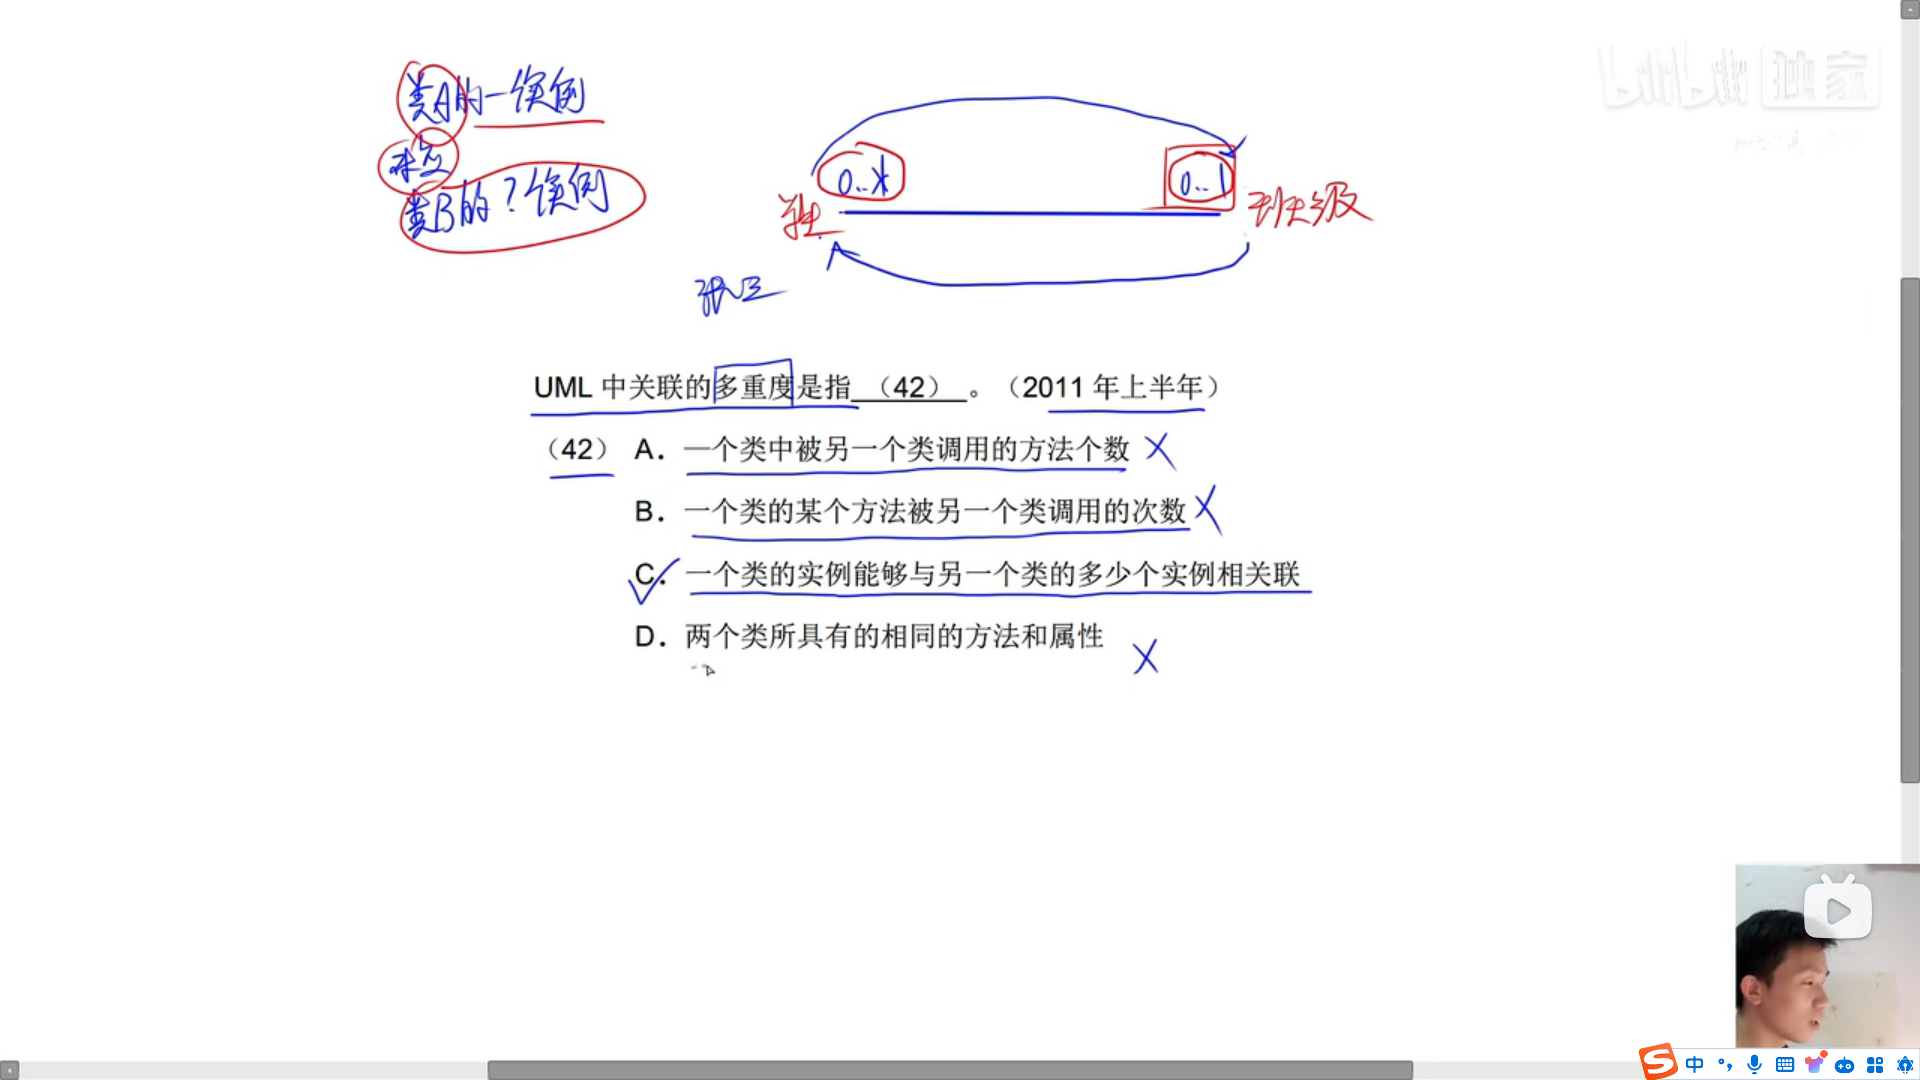 bilibili 独家
类A的一实例
类B的?实例
0..*
0..1
学生
班级
张三
UML 中关联的多重度是指 （42） 。（2011 年上半年）
（42） A. 一个类中被另一个类调用的方法个数
B. 一个类的某个方法被另一个类调用的次数
C. 一个类的实例能够与另一个类的多少个实例相关联
D. 两个类所具有的相同的方法和属性
中